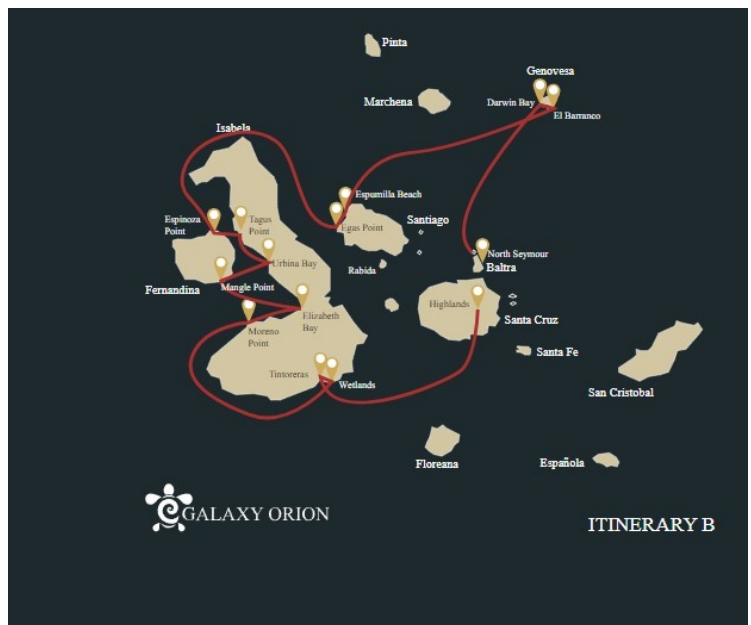 Pinta
Genovesa
Marchena
Darwin Bay
El Barranco
Isabela
Espumilla Beach
Espinoza
Point
Tagus
Point
Egas Point
Santiago
Urbina Bay
Rabida
North Seymour
Baltra
Fernandina
Mangle Point
Highlands
Elizabeth
Bay
Moreno
Point
Santa Cruz
Santa Fe
Tintoreras
Wetlands
San Cristobal
Floreana
Española
GALAXY ORION
ITINERARY B